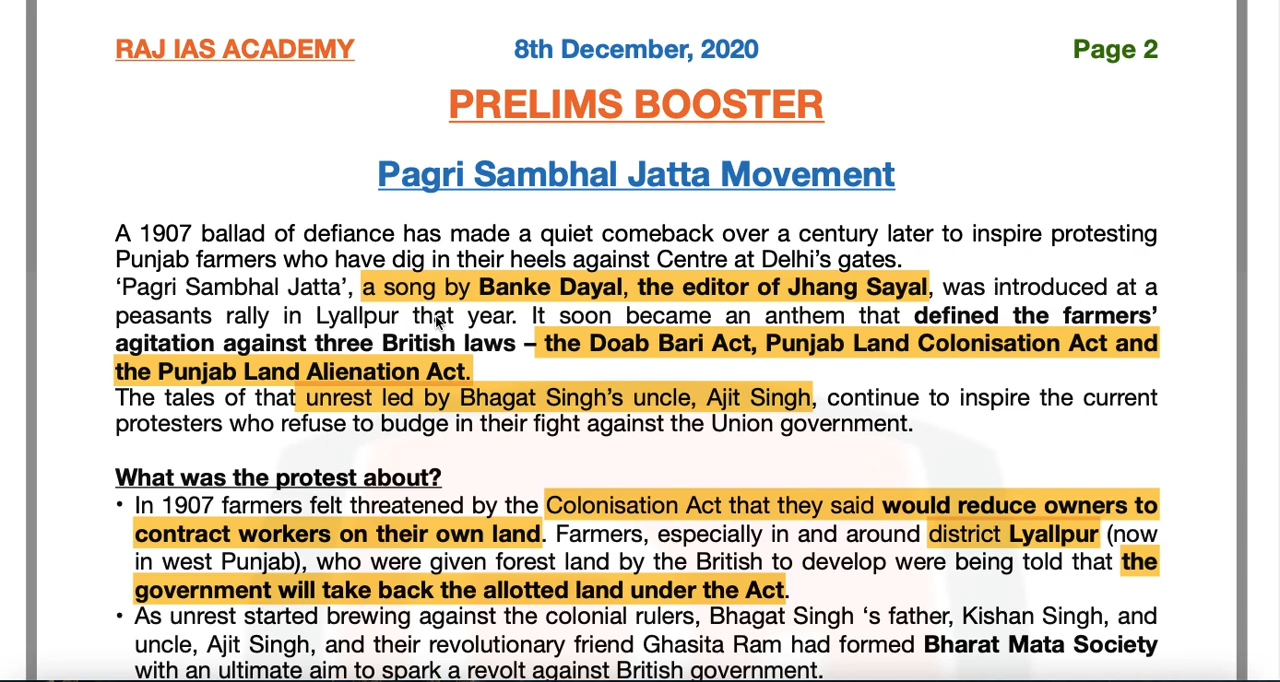 RAJ IAS ACADEMY 8th December, 2020 Page 2
PRELIMS BOOSTER
Pagri Sambhal Jatta Movement
A 1907 ballad of defiance has made a quiet comeback over a century later to inspire protesting
Punjab farmers who have dig in their heels against Centre at Delhi’s gates.
‘Pagri Sambhal Jatta’, a song by Banke Dayal, the editor of Jhang Sayal, was introduced at a
peasants rally in Lyallpur that year. It soon became an anthem that defined the farmers’
agitation against three British laws – the Doab Bari Act, Punjab Land Colonisation Act and
the Punjab Land Alienation Act.
The tales of that unrest led by Bhagat Singh’s uncle, Ajit Singh, continue to inspire the current
protesters who refuse to budge in their fight against the Union government.
What was the protest about?
• In 1907 farmers felt threatened by the Colonisation Act that they said would reduce owners to
contract workers on their own land. Farmers, especially in and around district Lyallpur (now
in west Punjab), who were given forest land by the British to develop were being told that the
government will take back the allotted land under the Act.
• As unrest started brewing against the colonial rulers, Bhagat Singh ‘s father, Kishan Singh, and
uncle, Ajit Singh, and their revolutionary friend Ghasita Ram had formed Bharat Mata Society
with an ultimate aim to spark a revolt against British government.